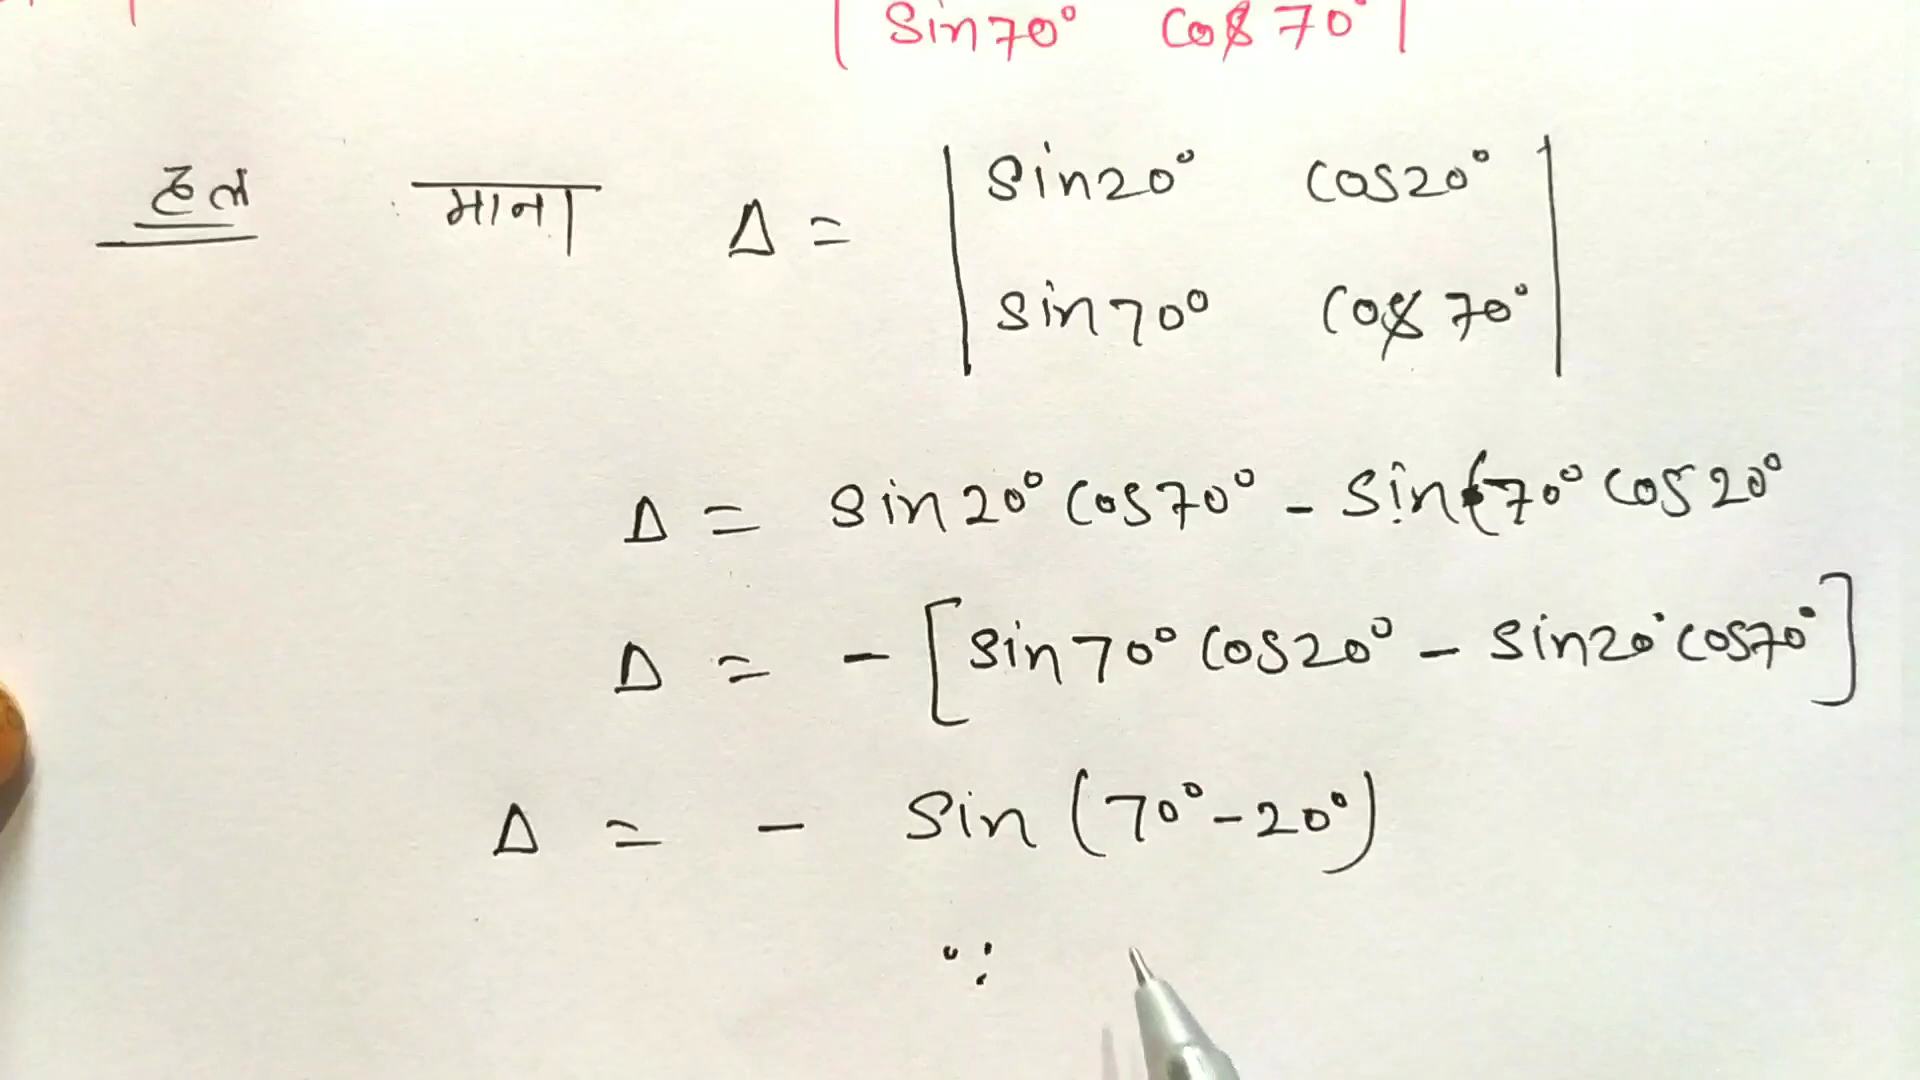 | sin70° cos70° |
हल माना Δ = | sin20° cos20° |
| sin70° cos70° |
Δ = sin20° cos70° - sin70° cos20°
Δ = - [sin70° cos20° - sin20° cos70°]
Δ = - sin (70° - 20°)
∵